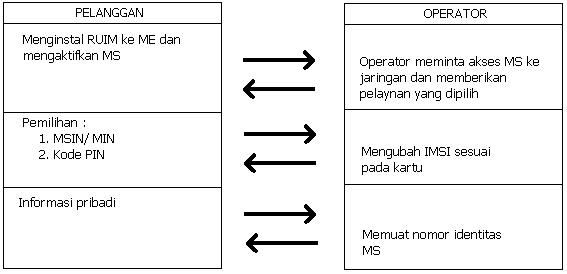 PELANGGAN
Menginstal RUIM ke ME dan
mengaktifkan MS
Pemilihan :
1. MSIN/ MIN
2. Kode PIN
Informasi pribadi
OPERATOR
Operator meminta akses MS ke
jaringan dan memberikan
pelaynan yang dipilih
Mengubah IMSI sesuai
pada kartu
Memuat nomor identitas
MS